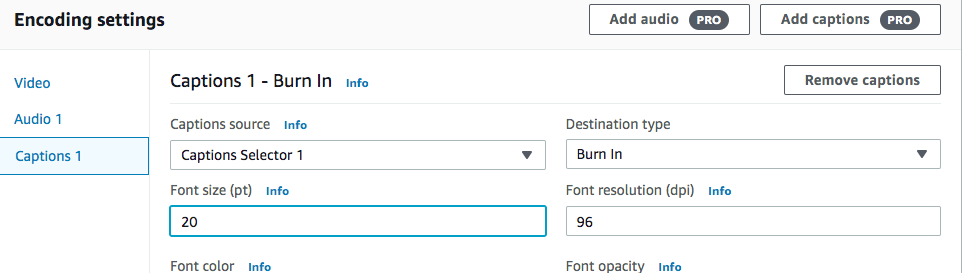 Encoding settings
Add audio PRO
Add captions PRO
Video
Audio 1
Captions 1
Captions 1 - Burn In Info
Remove captions
Captions source Info
Destination type
Captions Selector 1
Burn In
Font size (pt) Info
Font resolution (dpi) Info
20
96
Font color Info
Font opacity Info